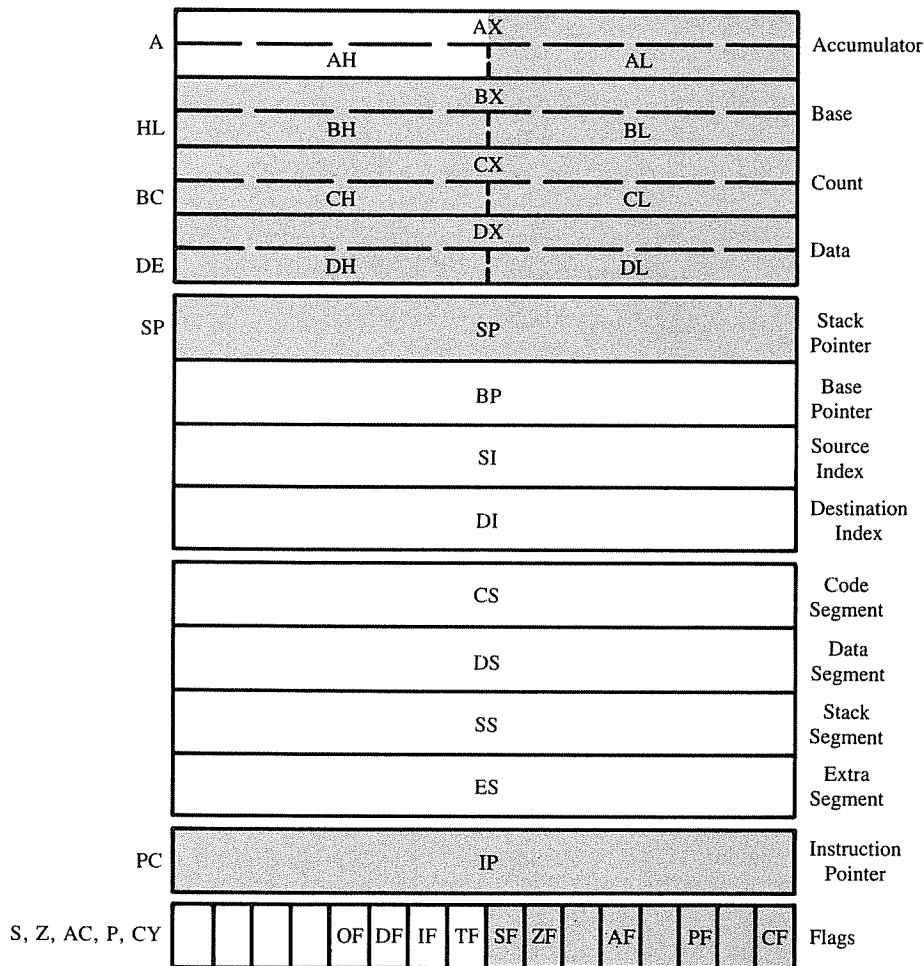 AX
A Accumulator
AH AL
BX
HL Base
BH BL
CX
BC Count
CH CL
DX
DE Data
DH DL
SP SP Stack
Pointer
BP Base
Pointer
SI Source
Index
DI Destination
Index
CS Code
Segment
DS Data
Segment
SS Stack
Segment
ES Extra
Segment
PC IP Instruction
Pointer
S, Z, AC, P, CY OF DF IF TF SF ZF AF PF CF Flags